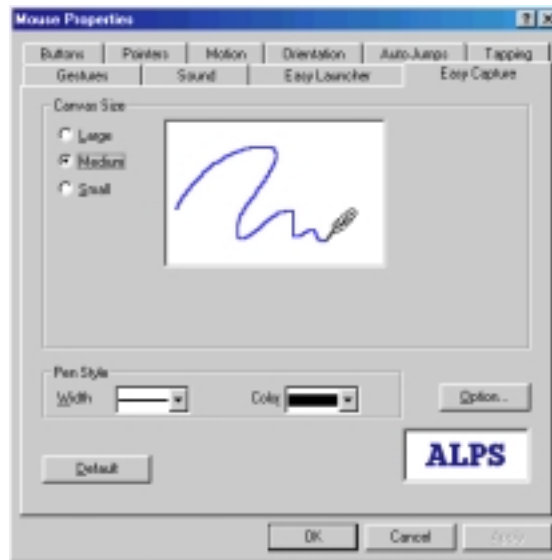 Mouse Properties
Buttons Pointers Motion Orientation Auto-Jumps Tapping
Gestures Sound Easy Launcher Easy Capture
Canvas Size
Large
Medium
Small
Pen Style
Width Color Option...
ALPS
Default
OK Cancel Apply